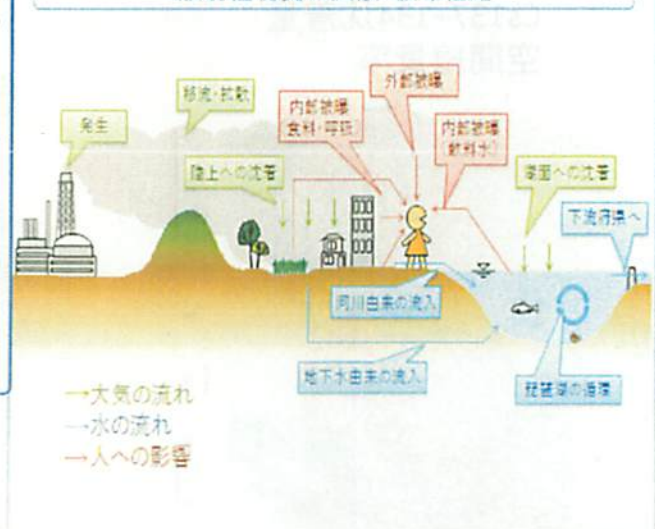 移流・拡散
外部被曝
発生
内部被曝
食料・呼吸
内部被曝
(飲料水)
陸上への沈着
湖面への沈着
下流府県へ
河川由来の流入
地下水由来の流入
琵琶湖の循環
→大気の流れ
→水の流れ
→人への影響